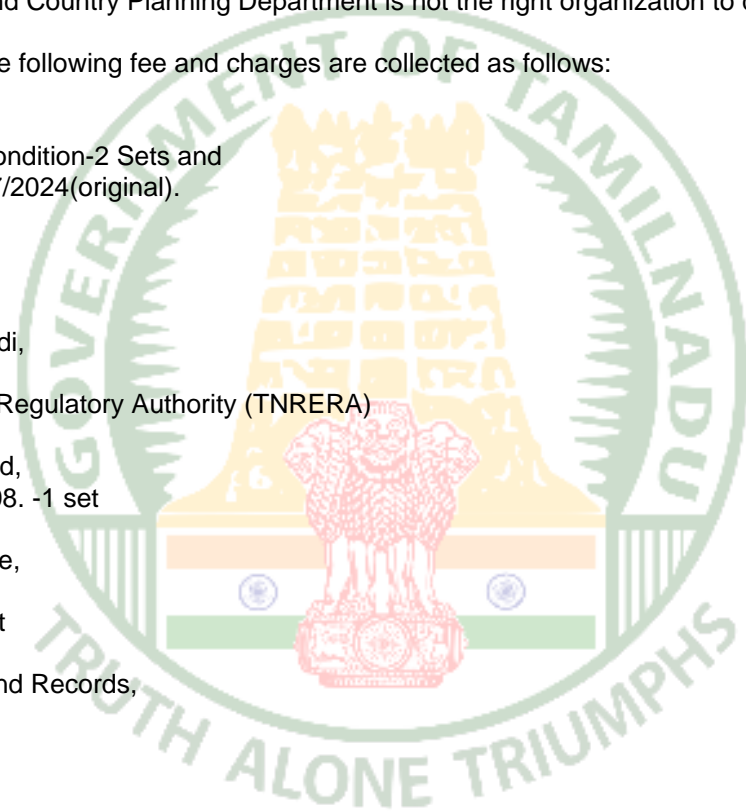 nd Country Planning Department is not the right organization to
e following fee and charges are collected as follows:
ondition-2 Sets and
7/2024(original).
di,
Regulatory Authority (TNRERA)
d,
08. -1 set
e,
t
nd Records,
GOVERNMENT OF TAMILNADU
TRUTH ALONE TRIUMPHS